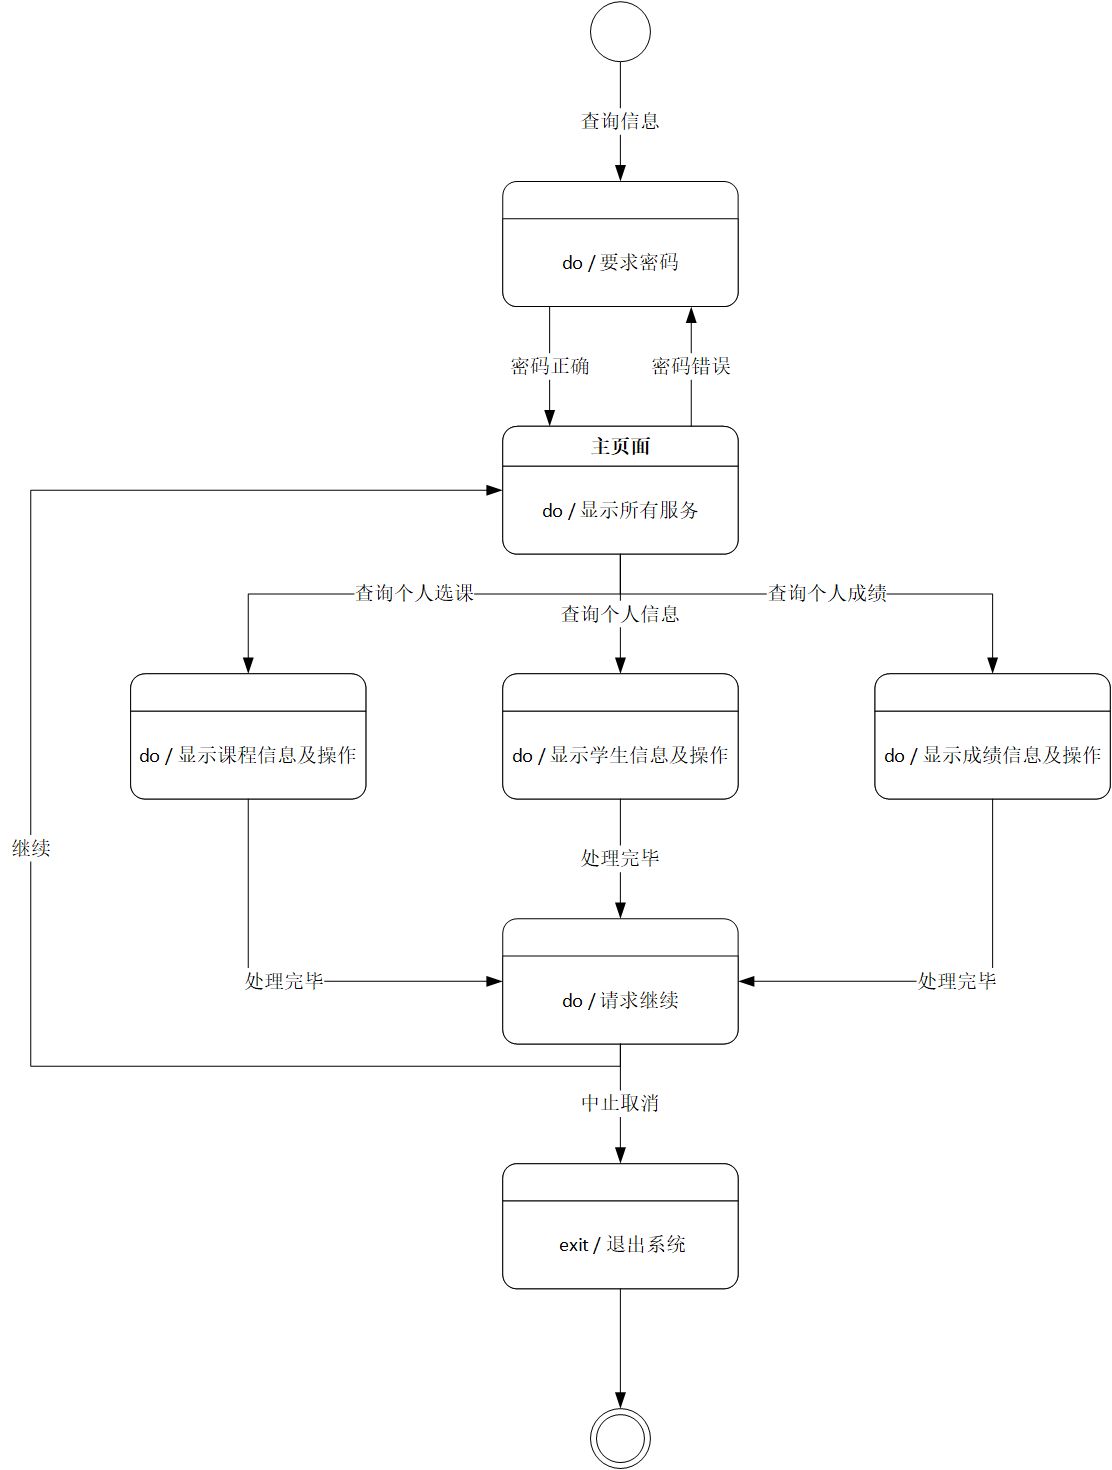 查询信息
do / 要求密码
密码正确
密码错误
主页面
do / 显示所有服务
查询个人选课
查询个人信息
查询个人成绩
do / 显示课程信息及操作
do / 显示学生信息及操作
do / 显示成绩信息及操作
继续
处理完毕
处理完毕
处理完毕
do / 请求继续
中止取消
exit / 退出系统